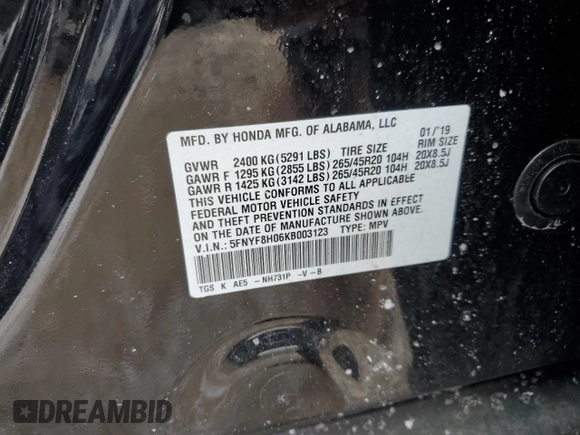 MFD. BY HONDA MFG. OF ALABAMA, LLC 01/'19
GVWR 2400 KG (5291 LBS) TIRE SIZE RIM SIZE
GAWR F 1295 KG (2855 LBS) 265/45R20 104H 20X8.5J
GAWR R 1425 KG (3142 LBS) 265/45R20 104H 20X8.5J
THIS VEHICLE CONFORMS TO ALL APPLICABLE
FEDERAL MOTOR VEHICLE SAFETY
AND THEFT PREVENTION STANDARDS IN EFFECT
ON THE DATE OF MANUFACTURE SHOWN ABOVE.
V.I.N.: 5FNYF8H06KB003123 TYPE: MPV
TGS K AE5 -NH731P -V-B
DREAMBID